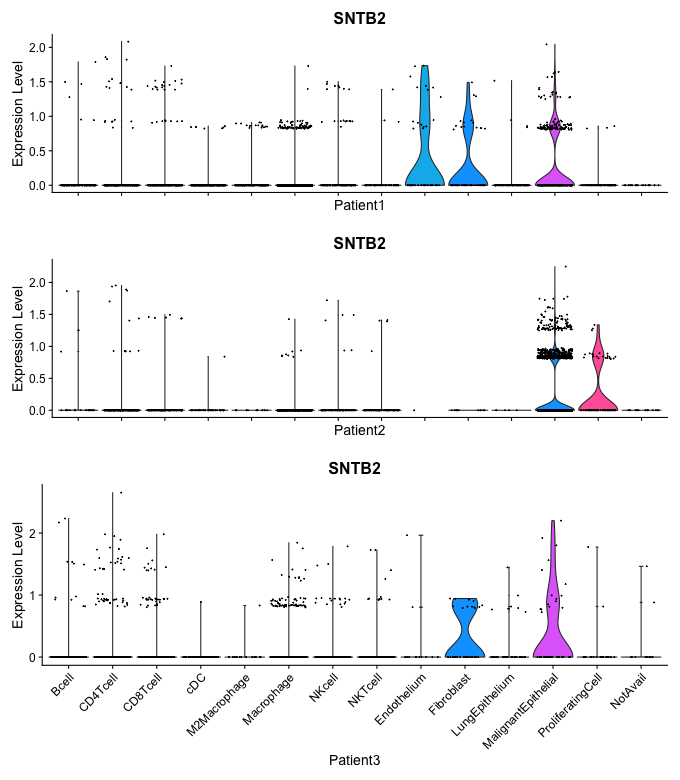 SNTB2
Expression Level
2.0
1.5
1.0
0.5
0.0
Patient1
SNTB2
Expression Level
2.0
1.5
1.0
0.5
0.0
Patient2
SNTB2
Expression Level
2
1
0
Bcell
CD4Tcell
CD8Tcell
cDC
M2Macrophage
Macrophage
NKcell
NKTcell
Endothelium
Fibroblast
LungEpithelium
MalignantEpithelial
ProliferatingCell
NotAvail
Patient3